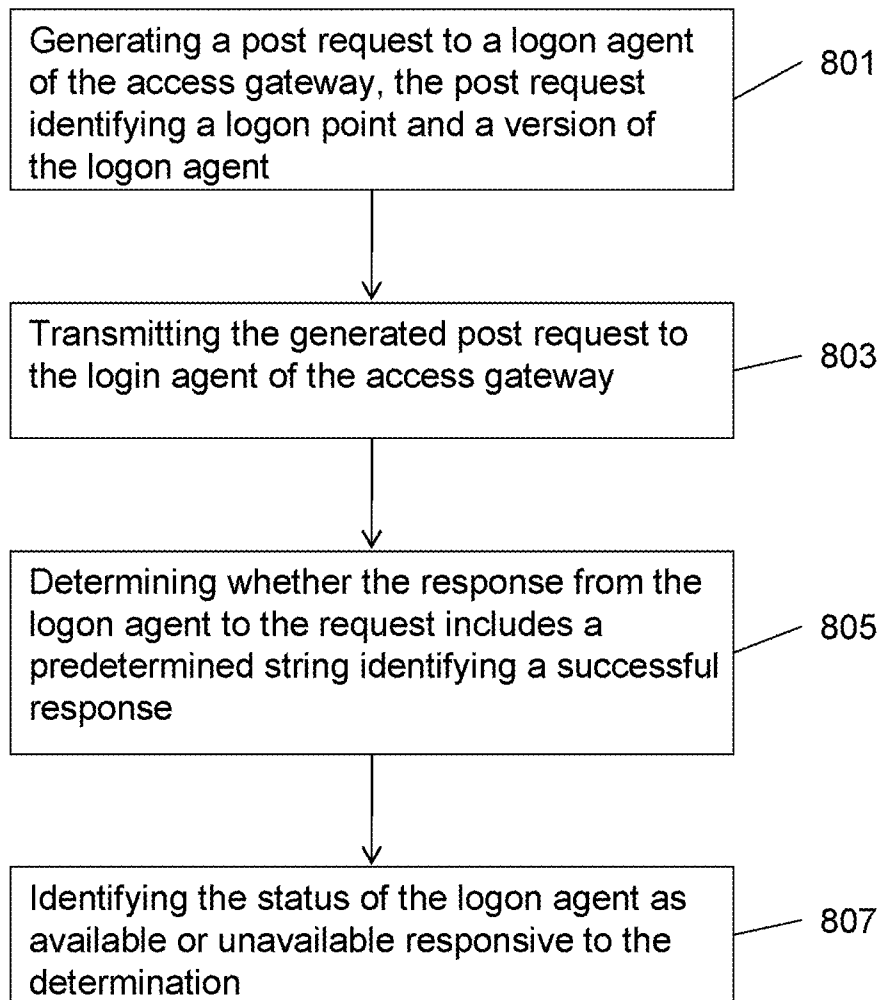 Generating a post request to a logon agent
of the access gateway, the post request
identifying a logon point and a version of
the logon agent
801
Transmitting the generated post request to
the login agent of the access gateway
803
Determining whether the response from the
logon agent to the request includes a
predetermined string identifying a successful
response
805
Identifying the status of the logon agent as
available or unavailable responsive to the
determination
807